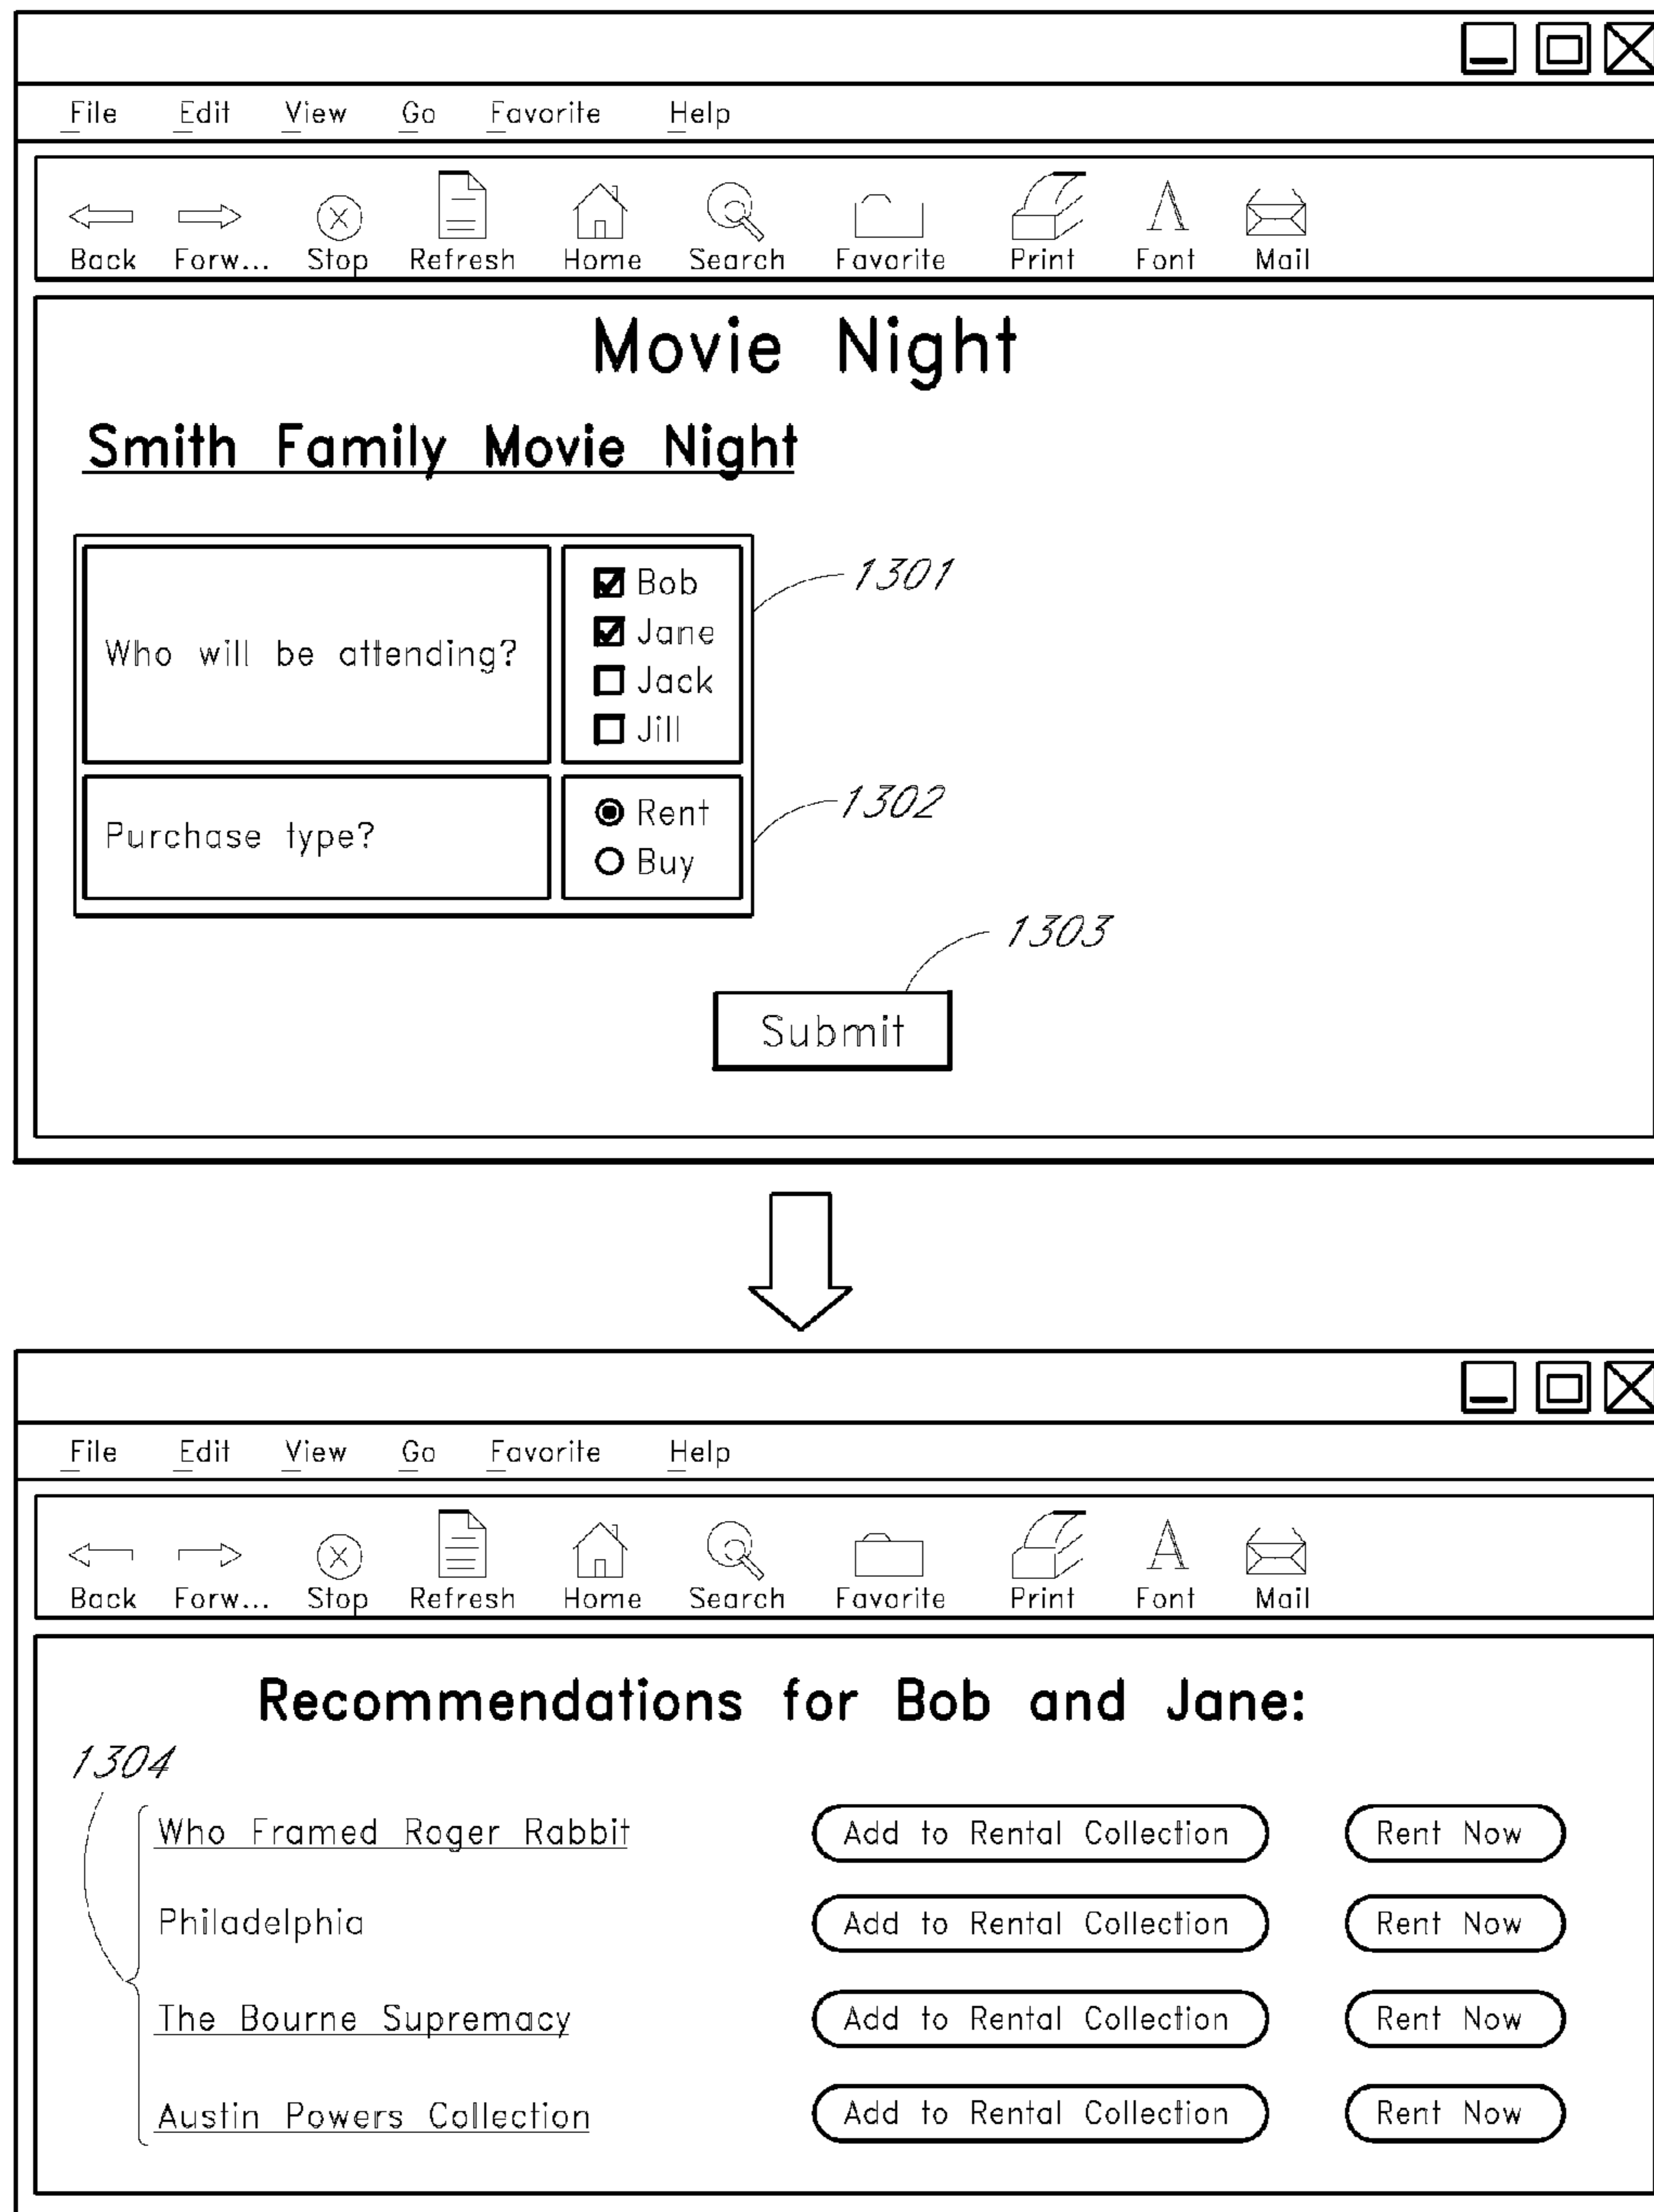 File Edit View Go Favorite Help
Back Forw... Stop Refresh Home Search Favorite Print Font Mail
Movie Night
Smith Family Movie Night
Who will be attending?
Bob
Jane
Jack
Jill
1301
Purchase type?
Rent
Buy
1302
1303
Submit
File Edit View Go Favorite Help
Back Forw... Stop Refresh Home Search Favorite Print Font Mail
Recommendations for Bob and Jane:
1304
Who Framed Roger Rabbit Add to Rental Collection Rent Now
Philadelphia Add to Rental Collection Rent Now
The Bourne Supremacy Add to Rental Collection Rent Now
Austin Powers Collection Add to Rental Collection Rent Now